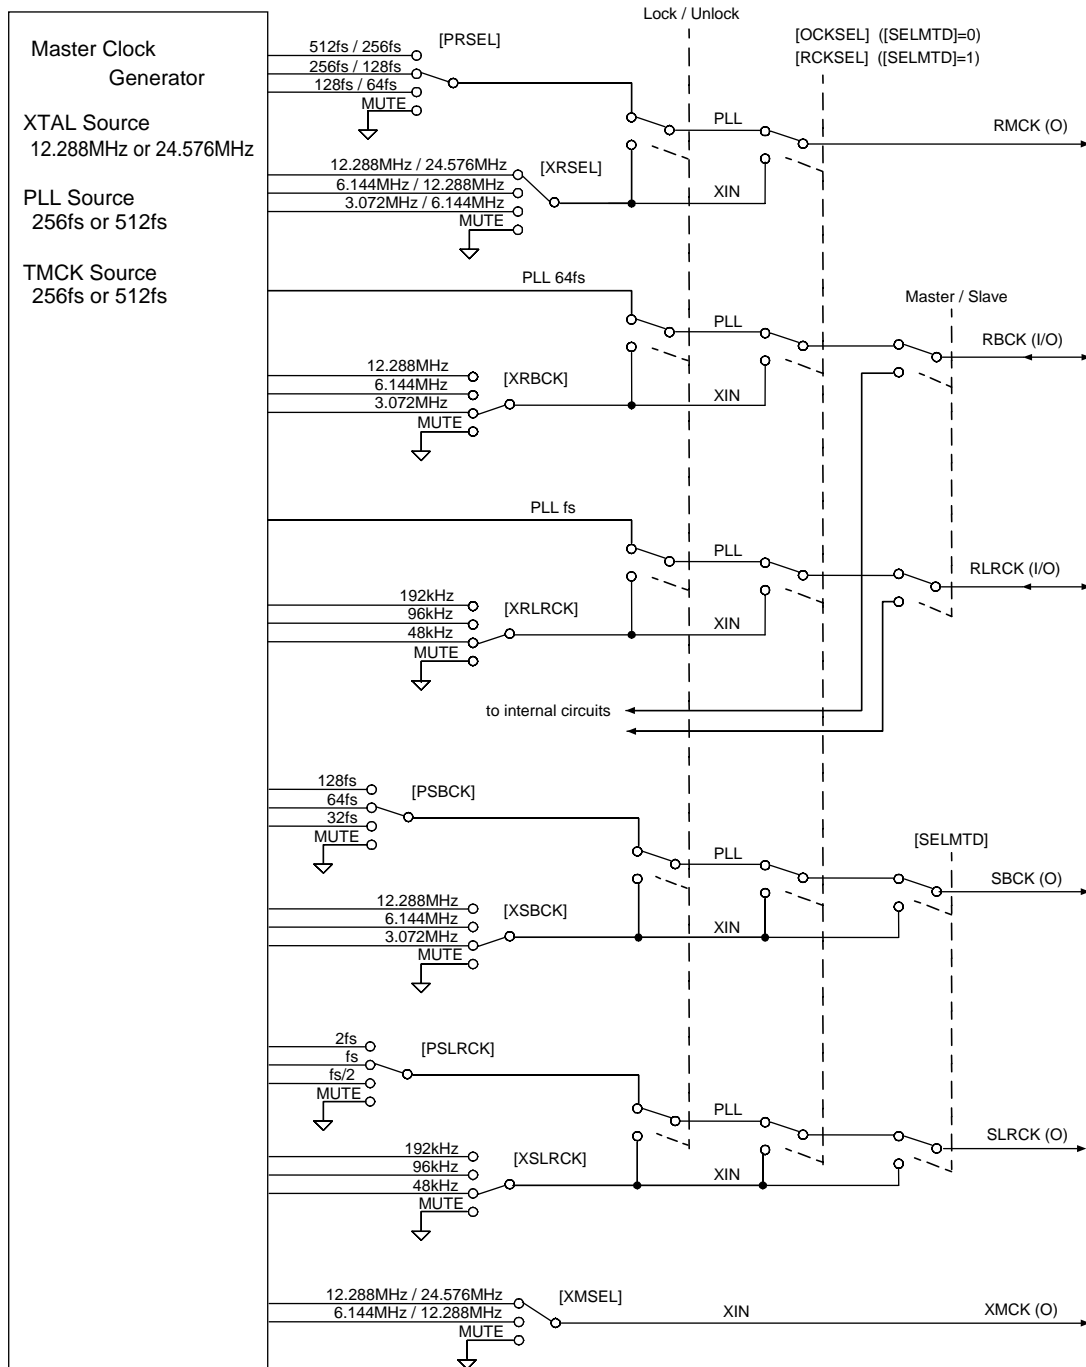 Master Clock
Generator
XTAL Source
12.288MHz or 24.576MHz
PLL Source
256fs or 512fs
TMCK Source
256fs or 512fs
Lock / Unlock
[OCKSEL] ([SELMTD]=0)
[RCKSEL] ([SELMTD]=1)
512fs / 256fs
256fs / 128fs
128fs / 64fs
MUTE
[PRSEL]
PLL
RMCK (O)
12.288MHz / 24.576MHz
6.144MHz / 12.288MHz
3.072MHz / 6.144MHz
MUTE
[XRSEL]
XIN
PLL 64fs
Master / Slave
PLL
RBCK (I/O)
12.288MHz
6.144MHz
3.072MHz
MUTE
[XRBCK]
XIN
PLL fs
PLL
RLRCK (I/O)
192kHz
96kHz
48kHz
MUTE
[XRLRCK]
XIN
to internal circuits
128fs
64fs
32fs
MUTE
[PSBCK]
[SELMTD]
PLL
SBCK (O)
12.288MHz
6.144MHz
3.072MHz
MUTE
[XSBCK]
XIN
2fs
fs
fs/2
MUTE
[PSLRCK]
PLL
SLRCK (O)
192kHz
96kHz
48kHz
MUTE
[XSLRCK]
XIN
12.288MHz / 24.576MHz
6.144MHz / 12.288MHz
MUTE
[XMSEL]
XIN
XMCK (O)